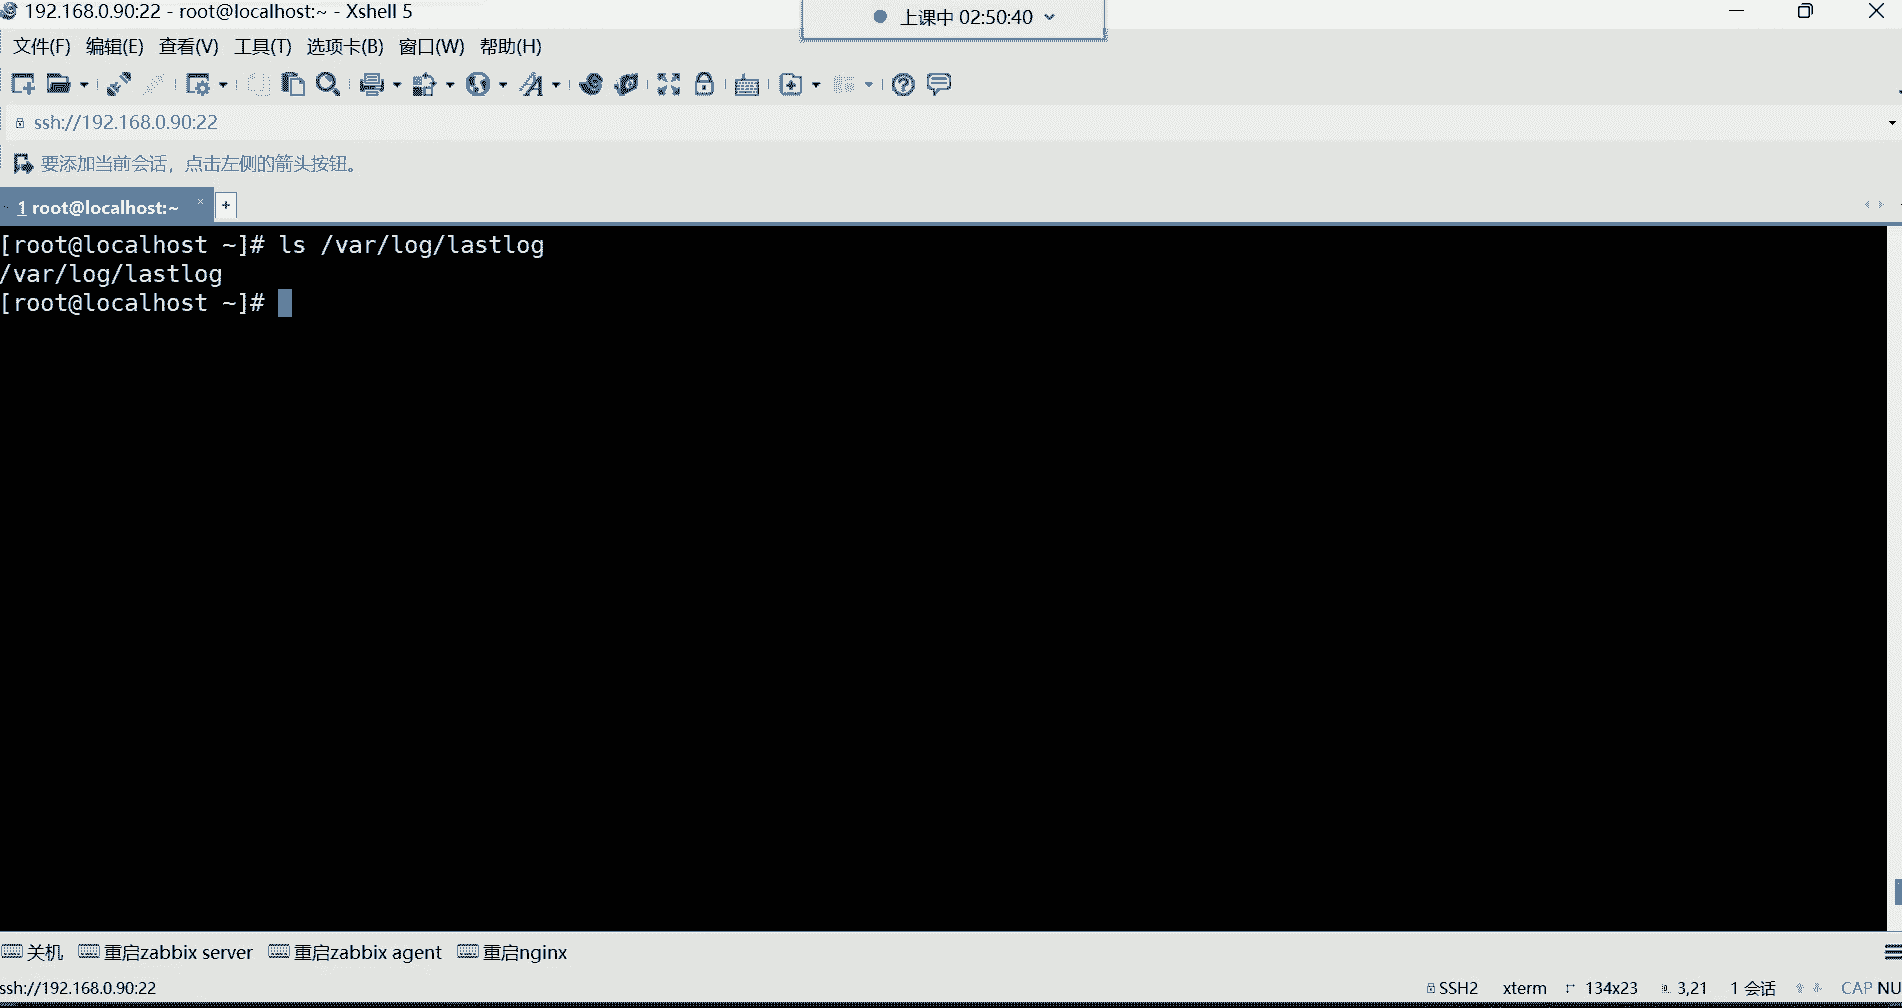 192.168.0.90:22 - root@localhost:~ - Xshell 5
上课中 02:50:40
文件(F) 编辑(E) 查看(V) 工具(T) 选项卡(B) 窗口(W) 帮助(H)
ssh://192.168.0.90:22
要添加当前会话，点击左侧的箭头按钮。
1 root@localhost:~ × +
[root@localhost ~]# ls /var/log/lastlog
/var/log/lastlog
[root@localhost ~]#
关机 重启zabbix server 重启zabbix agent 重启nginx
ssh://192.168.0.90:22 SSH2 xterm 134x23 3,21 1 会话 CAP NU